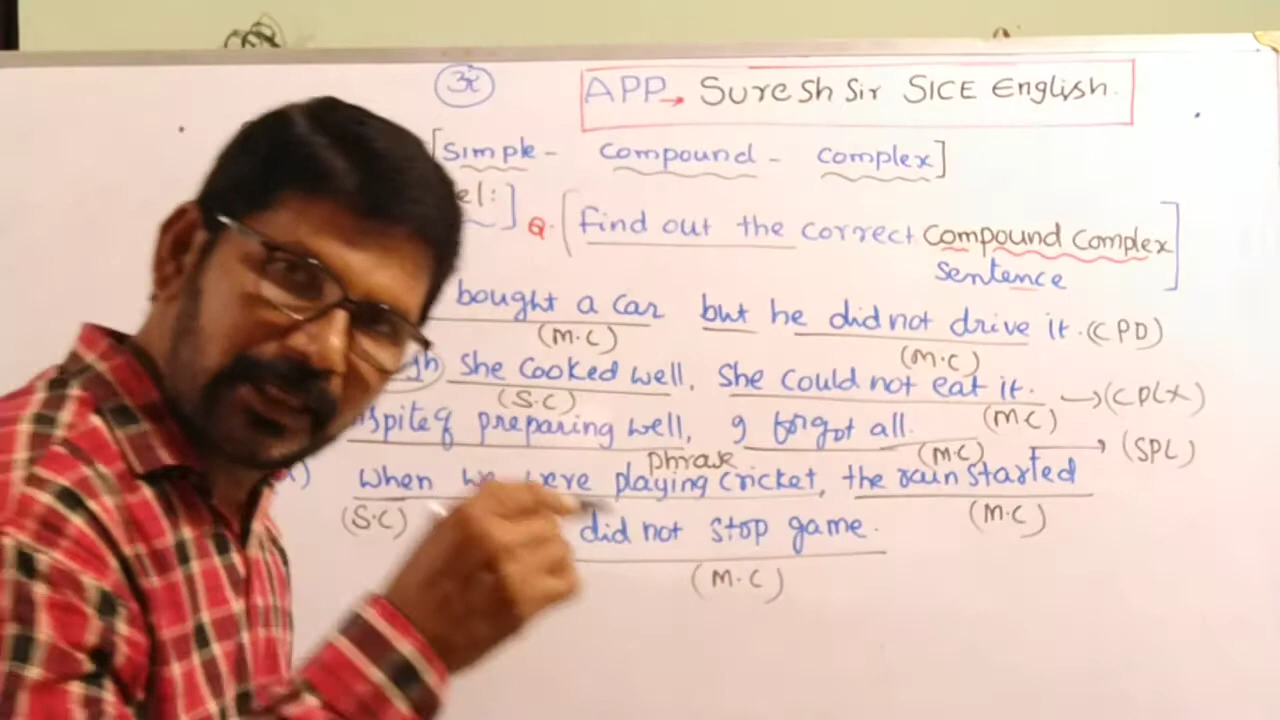 APP → Suresh Sir SICE English.
[Simple - compound - complex]
el:] Q. [find out the correct compound complex
sentence]
bought a car but he did not drive it. (CPD)
(M.C) (M.C)
gh she cooked well, she could not eat it. → (CPLX)
(S.C) (M.C)
nspite of preparing well, I forgot all. → (SPL)
phrase (M.C)
when we were playing cricket, the rain started
(S.C) (M.C)
did not stop game.
(M.C)